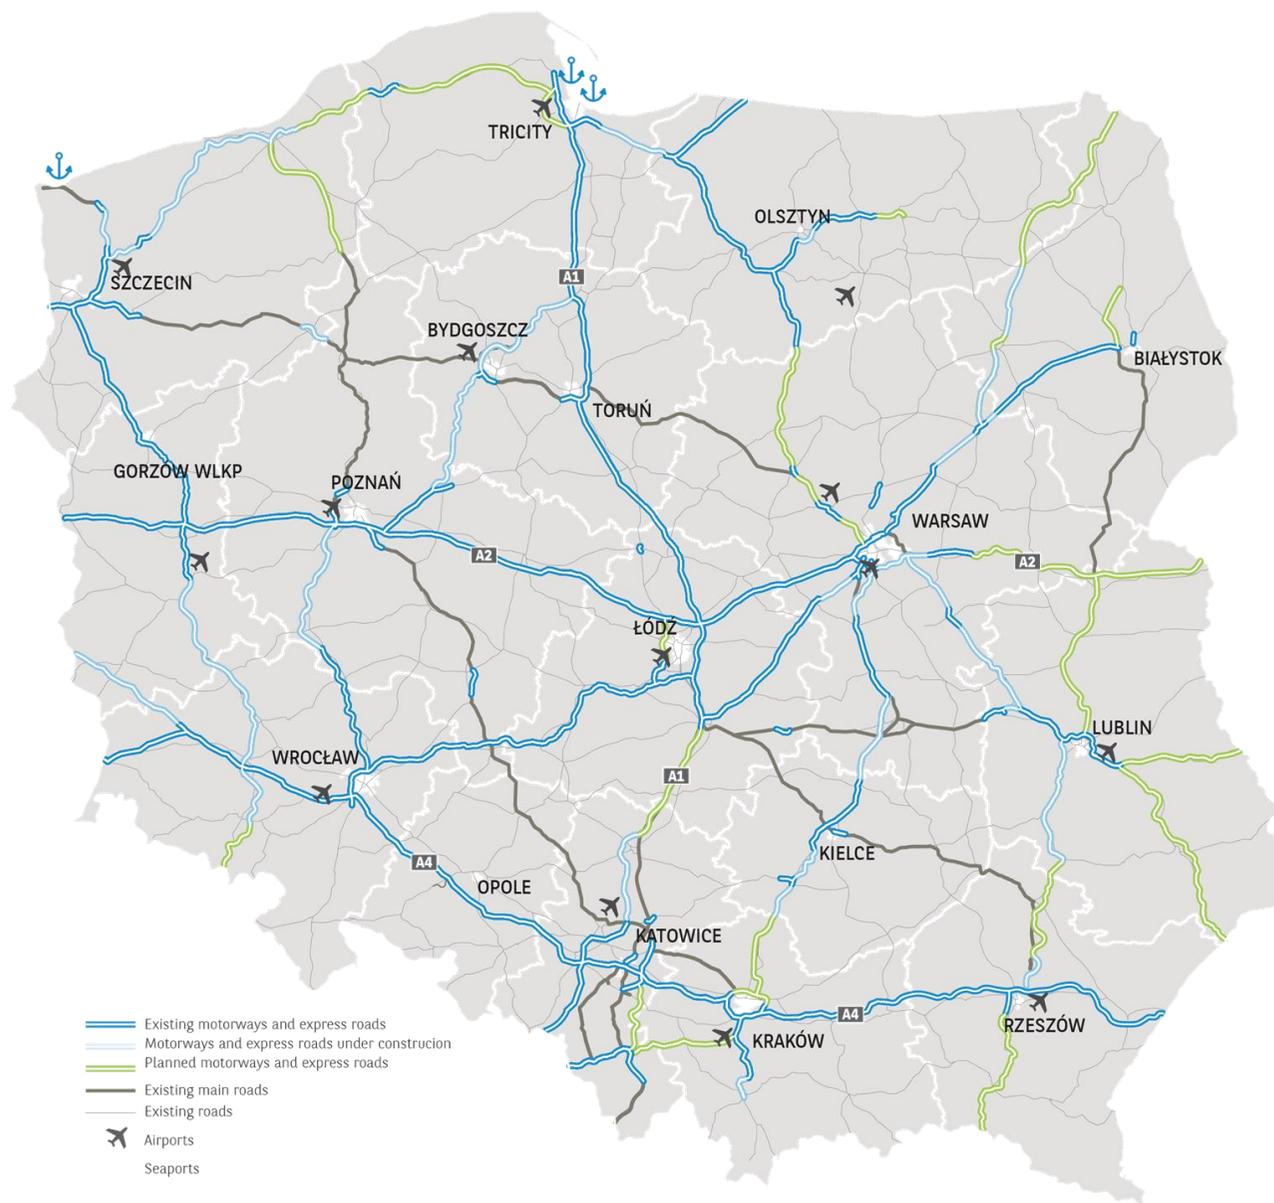 TRICITY
OLSZTYN
A1
SZCZECIN
BYDGOSZCZ
BIAŁYSTOK
TORUŃ
GORZÓW WLKP
POZNAŃ
WARSAW
A2
A2
ŁÓDŹ
LUBLIN
WROCŁAW
A1
KIELCE
A4
OPOLE
KATOWICE
A4
RZESZÓW
KRAKÓW
Existing motorways and express roads
Motorways and express roads under construcion
Planned motorways and express roads
Existing main roads
Existing roads
Airports
Seaports